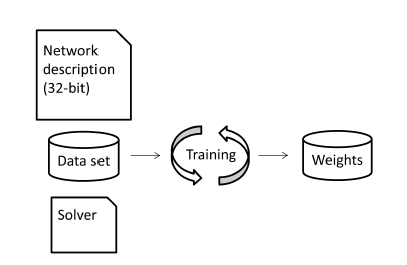 Network
description
(32-bit)
Data set
Training
Weights
Solver